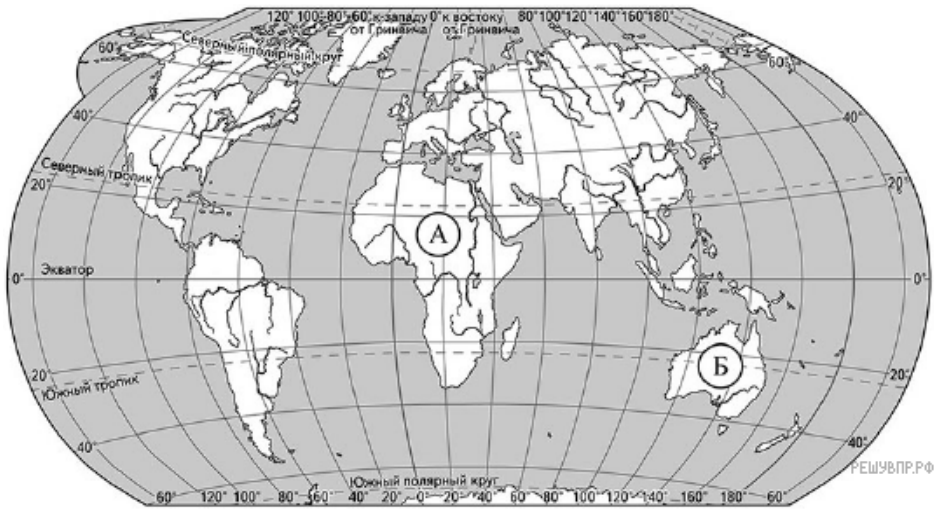 120° 100° 80° 60° к западу 0° к востоку 80° 100° 120° 140° 160° 180°
от Гринвича от Гринвича
Северный полярный круг
60° 60°
40° 40°
Северный тропик
20° 20°
А
Экватор
0° 0°
Б
20° 20°
Южный тропик
40° 40°
РЕШУВПР.РФ
Южный полярный круг
60° 120° 100° 80° 60° 40° 20° 0° 20° 40° 60° 80° 100° 120° 140° 160° 180° 60°